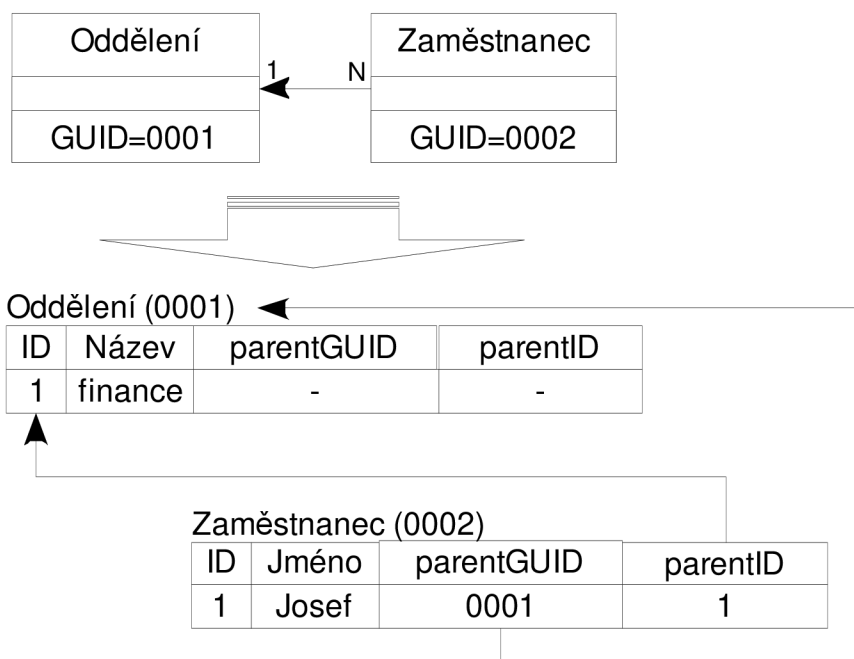 Oddělení Zaměstnanec
1 N
GUID=0001 GUID=0002
Oddělení (0001)
ID Název parentGUID parentID
1 finance - -
Zaměstnanec (0002)
ID Jméno parentGUID parentID
1 Josef 0001 1